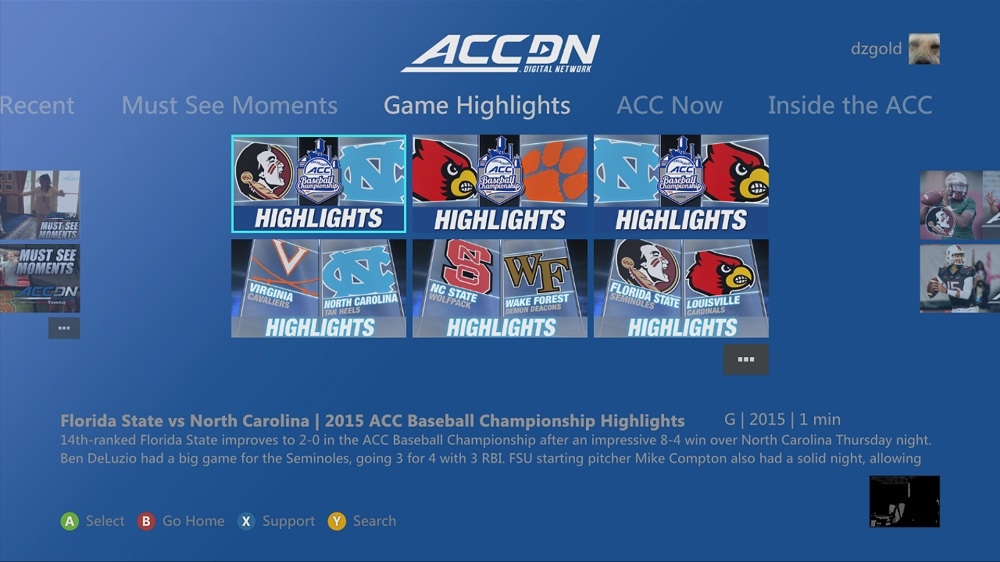 ACCDN
DIGITAL NETWORK
dzgold
Recent Must See Moments Game Highlights ACC Now Inside the ACC
ACC Baseball Championship
HIGHLIGHTS
ACC Baseball Championship
HIGHLIGHTS
ACC Baseball Championship
HIGHLIGHTS
MUST SEE
MOMENTS
MUST SEE
MOMENTS
ACCDN
...
VIRGINIA
CAVALIERS
NORTH CAROLINA
TAR HEELS
HIGHLIGHTS
NC STATE
WOLFPACK
WF
WAKE FOREST
DEMON DEACONS
HIGHLIGHTS
FLORIDA STATE
SEMINOLES
LOUISVILLE
CARDINALS
HIGHLIGHTS
...
Florida State vs North Carolina | 2015 ACC Baseball Championship Highlights G | 2015 | 1 min
14th-ranked Florida State improves to 2-0 in the ACC Baseball Championship after an impressive 8-4 win over North Carolina Thursday night.
Ben DeLuzio had a big game for the Seminoles, going 3 for 4 with 3 RBI. FSU starting pitcher Mike Compton also had a solid night, allowing
A Select B Go Home X Support Y Search